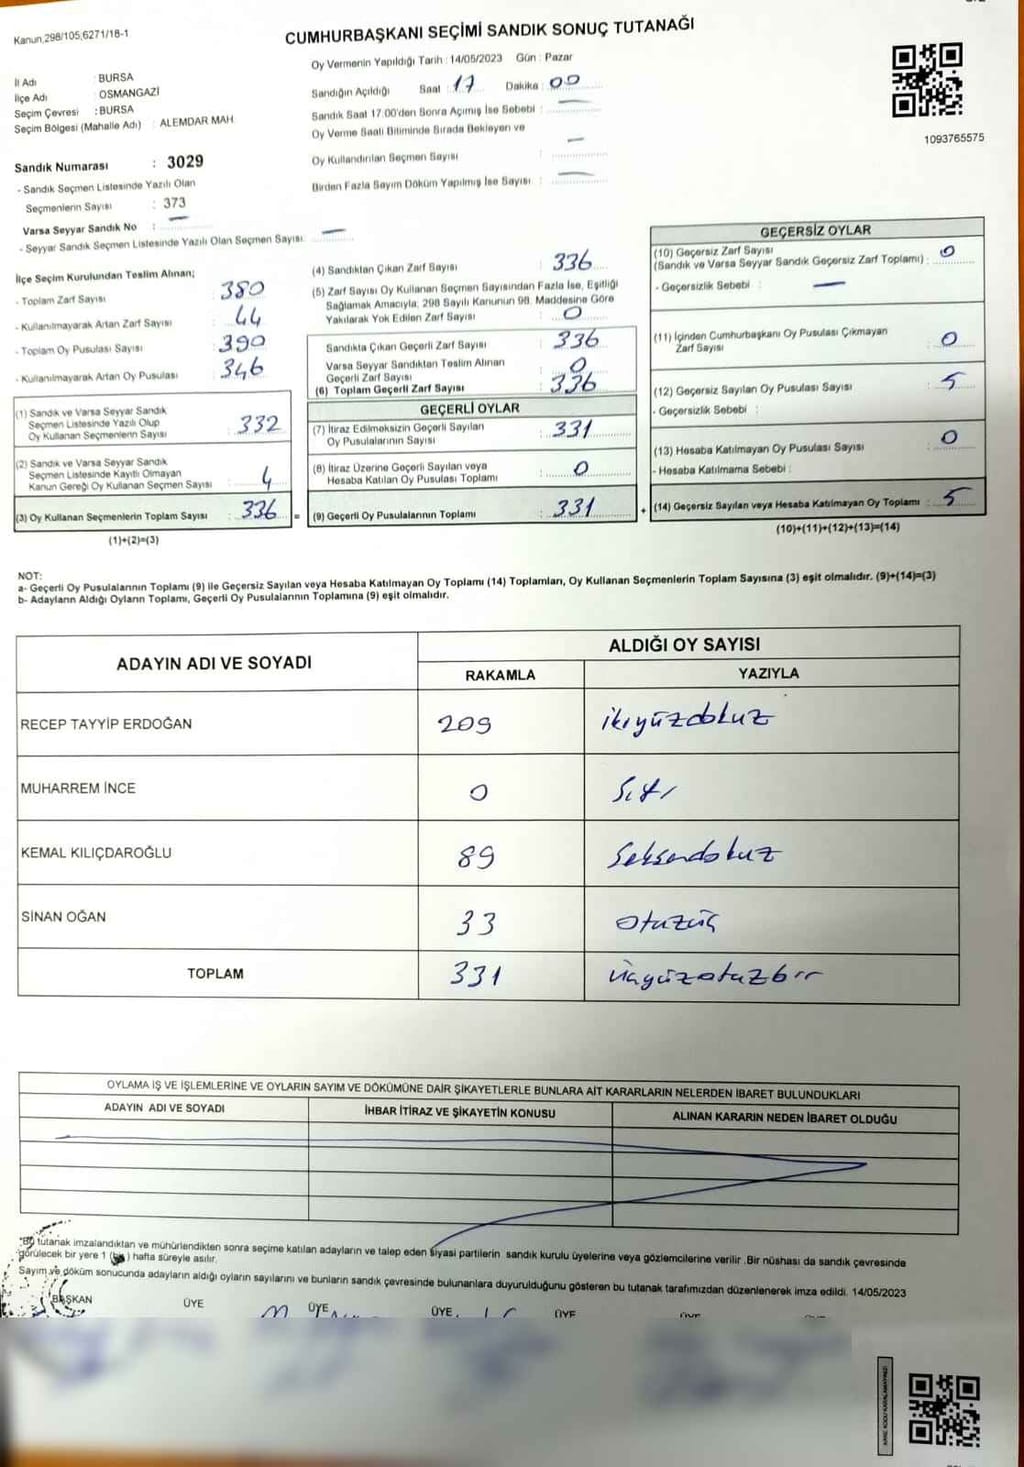 Kanun,298/105,6271/18-1
CUMHURBAŞKANI SEÇİMİ SANDIK SONUÇ TUTANAĞI
İl Adı : BURSA
İlçe Adı : OSMANGAZİ
Seçim Çevresi : BURSA
Seçim Bölgesi (Mahalle Adı) : ALEMDAR MAH.
Sandık Numarası : 3029
- Sandık Seçmen Listesinde Yazılı Olan
Seçmenlerin Sayısı : 373
Varsa Seyyar Sandık No : —
- Seyyar Sandık Seçmen Listesinde Yazılı Olan Seçmen Sayısı : —
Oy Vermenin Yapıldığı Tarih : 14/05/2023 Gün : Pazar
Sandığın Açıldığı Saat : 17 Dakika : 00
Sandık Saat 17:00'den Sonra Açımış İse Sebebi : —
Oy Verme Saati Bitiminde Sırada Bekleyen ve
Oy Kullandırılan Seçmen Sayısı : —
Birden Fazla Sayım Döküm Yapılmış İse Sayısı : —
1093765575
İlçe Seçim Kurulundan Teslim Alınan;
- Toplam Zarf Sayısı : 380
- Kullanılmayarak Artan Zarf Sayısı : 44
- Toplam Oy Pusulası Sayısı : 390
- Kullanılmayarak Artan Oy Pusulası : 346
(1) Sandık ve Varsa Seyyar Sandık
Seçmen Listesinde Yazılı Olup
Oy Kullanan Seçmenlerin Sayısı : 332
(2) Sandık ve Varsa Seyyar Sandık
Seçmen Listesinde Kayıtlı Olmayan
Kanun Gereği Oy Kullanan Seçmen Sayısı : 4
(3) Oy Kullanan Seçmenlerin Toplam Sayısı : 336 =
(1)+(2)=(3)
(4) Sandıktan Çıkan Zarf Sayısı : 336
(5) Zarf Sayısı Oy Kullanan Seçmen Sayısından Fazla İse, Eşitliği
Sağlamak Amacıyla; 298 Sayılı Kanunun 98. Maddesine Göre
Yakılarak Yok Edilen Zarf Sayısı : 0
Sandıkta Çıkan Geçerli Zarf Sayısı : 336
Varsa Seyyar Sandıktan Teslim Alınan
Geçerli Zarf Sayısı : 0
(6) Toplam Geçerli Zarf Sayısı : 336
GEÇERLİ OYLAR
(7) İtiraz Edilmeksizin Geçerli Sayılan
Oy Pusulalarının Sayısı : 331
(8) İtiraz Üzerine Geçerli Sayılan veya
Hesaba Katılan Oy Pusulası Toplamı : 0
(9) Geçerli Oy Pusulalarının Toplamı : 331 +
GEÇERSİZ OYLAR
(10) Geçersiz Zarf Sayısı
(Sandık ve Varsa Seyyar Sandık Geçersiz Zarf Toplamı) : 0
- Geçersizlik Sebebi : —
(11) İçinden Cumhurbaşkanı Oy Pusulası Çıkmayan
Zarf Sayısı : 0
(12) Geçersiz Sayılan Oy Pusulası Sayısı : 5
- Geçersizlik Sebebi :
(13) Hesaba Katılmayan Oy Pusulası Sayısı : 0
- Hesaba Katılmama Sebebi :
(14) Geçersiz Sayılan veya Hesaba Katılmayan Oy Toplamı : 5
(10)+(11)+(12)+(13)=(14)
NOT:
a- Geçerli Oy Pusulalarının Toplamı (9) ile Geçersiz Sayılan veya Hesaba Katılmayan Oy Toplamı (14) Toplamları, Oy Kullanan Seçmenlerin Toplam Sayısına (3) eşit olmalıdır. (9)+(14)=(3)
b- Adayların Aldığı Oyların Toplamı, Geçerli Oy Pusulalarının Toplamına (9) eşit olmalıdır.
ADAYIN ADI VE SOYADI ALDIĞI OY SAYISI
RAKAMLA YAZIYLA
RECEP TAYYİP ERDOĞAN 209 ikiyüzdokuz
MUHARREM İNCE 0 Sıfır
KEMAL KILIÇDAROĞLU 89 Seksendokuz
SİNAN OĞAN 33 otuzüç
TOPLAM 331 üçyüzotuzbir
OYLAMA İŞ VE İŞLEMLERİNE VE OYLARIN SAYIM VE DÖKÜMÜNE DAİR ŞİKAYETLERLE BUNLARA AİT KARARLARIN NELERDEN İBARET BULUNDUKLARI
ADAYIN ADI VE SOYADI İHBAR İTİRAZ VE ŞİKAYETİN KONUSU ALINAN KARARIN NEDEN İBARET OLDUĞU
*Bu tutanak imzalandıktan ve mühürlendikten sonra seçime katılan adayların ve talep eden siyasi partilerin sandık kurulu üyelerine veya gözlemcilerine verilir. Bir nüshası da sandık çevresinde
görülecek bir yere 1 (bir) hafta süreyle asılır.
Sayım ve döküm sonucunda adayların aldığı oyların sayılarını ve bunların sandık çevresinde bulunanlara duyurulduğunu gösteren bu tutanak tarafımızdan düzenlenerek imza edildi. 14/05/2023
BAŞKAN ÜYE ÜYE ÜYE ÜYE